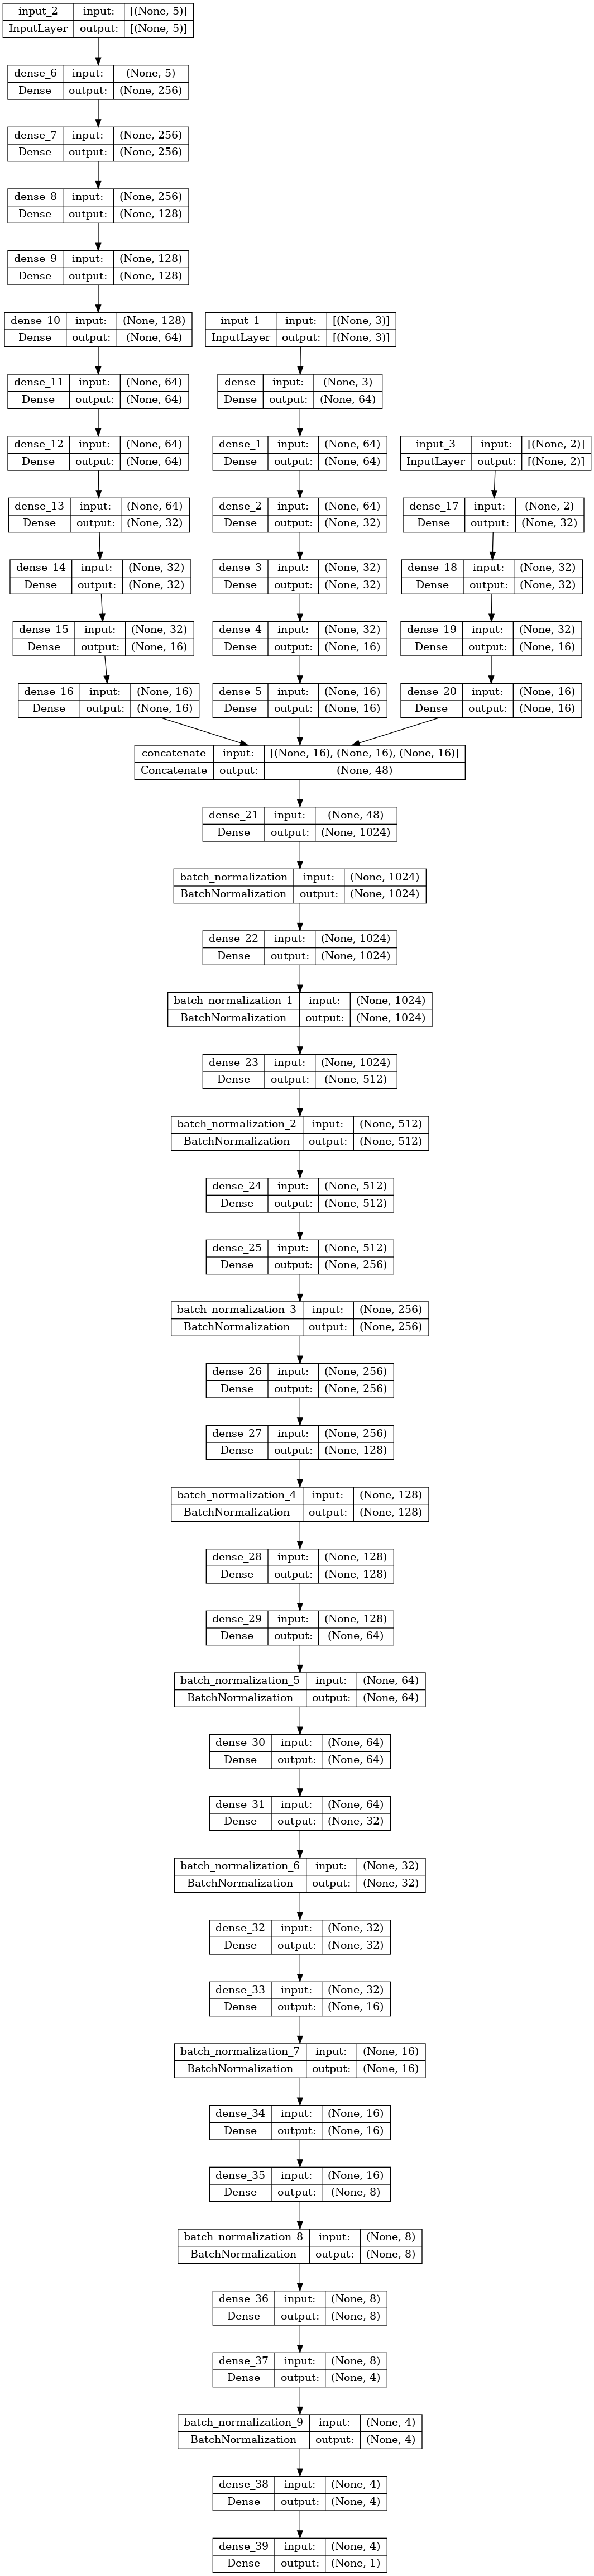 input_2 input: [(None, 5)]
InputLayer output: [(None, 5)]
dense_6 input: (None, 5)
Dense output: (None, 256)
dense_7 input: (None, 256)
Dense output: (None, 256)
dense_8 input: (None, 256)
Dense output: (None, 128)
dense_9 input: (None, 128)
Dense output: (None, 128)
dense_10 input: (None, 128) input_1 input: [(None, 3)]
Dense output: (None, 64) InputLayer output: [(None, 3)]
dense_11 input: (None, 64) dense input: (None, 3)
Dense output: (None, 64) Dense output: (None, 64)
dense_12 input: (None, 64) dense_1 input: (None, 64) input_3 input: [(None, 2)]
Dense output: (None, 64) Dense output: (None, 64) InputLayer output: [(None, 2)]
dense_13 input: (None, 64) dense_2 input: (None, 64) dense_17 input: (None, 2)
Dense output: (None, 32) Dense output: (None, 32) Dense output: (None, 32)
dense_14 input: (None, 32) dense_3 input: (None, 32) dense_18 input: (None, 32)
Dense output: (None, 32) Dense output: (None, 32) Dense output: (None, 32)
dense_15 input: (None, 32) dense_4 input: (None, 32) dense_19 input: (None, 32)
Dense output: (None, 16) Dense output: (None, 16) Dense output: (None, 16)
dense_16 input: (None, 16) dense_5 input: (None, 16) dense_20 input: (None, 16)
Dense output: (None, 16) Dense output: (None, 16) Dense output: (None, 16)
concatenate input: [(None, 16), (None, 16), (None, 16)]
Concatenate output: (None, 48)
dense_21 input: (None, 48)
Dense output: (None, 1024)
batch_normalization input: (None, 1024)
BatchNormalization output: (None, 1024)
dense_22 input: (None, 1024)
Dense output: (None, 1024)
batch_normalization_1 input: (None, 1024)
BatchNormalization output: (None, 1024)
dense_23 input: (None, 1024)
Dense output: (None, 512)
batch_normalization_2 input: (None, 512)
BatchNormalization output: (None, 512)
dense_24 input: (None, 512)
Dense output: (None, 512)
dense_25 input: (None, 512)
Dense output: (None, 256)
batch_normalization_3 input: (None, 256)
BatchNormalization output: (None, 256)
dense_26 input: (None, 256)
Dense output: (None, 256)
dense_27 input: (None, 256)
Dense output: (None, 128)
batch_normalization_4 input: (None, 128)
BatchNormalization output: (None, 128)
dense_28 input: (None, 128)
Dense output: (None, 128)
dense_29 input: (None, 128)
Dense output: (None, 64)
batch_normalization_5 input: (None, 64)
BatchNormalization output: (None, 64)
dense_30 input: (None, 64)
Dense output: (None, 64)
dense_31 input: (None, 64)
Dense output: (None, 32)
batch_normalization_6 input: (None, 32)
BatchNormalization output: (None, 32)
dense_32 input: (None, 32)
Dense output: (None, 32)
dense_33 input: (None, 32)
Dense output: (None, 16)
batch_normalization_7 input: (None, 16)
BatchNormalization output: (None, 16)
dense_34 input: (None, 16)
Dense output: (None, 16)
dense_35 input: (None, 16)
Dense output: (None, 8)
batch_normalization_8 input: (None, 8)
BatchNormalization output: (None, 8)
dense_36 input: (None, 8)
Dense output: (None, 8)
dense_37 input: (None, 8)
Dense output: (None, 4)
batch_normalization_9 input: (None, 4)
BatchNormalization output: (None, 4)
dense_38 input: (None, 4)
Dense output: (None, 4)
dense_39 input: (None, 4)
Dense output: (None, 1)